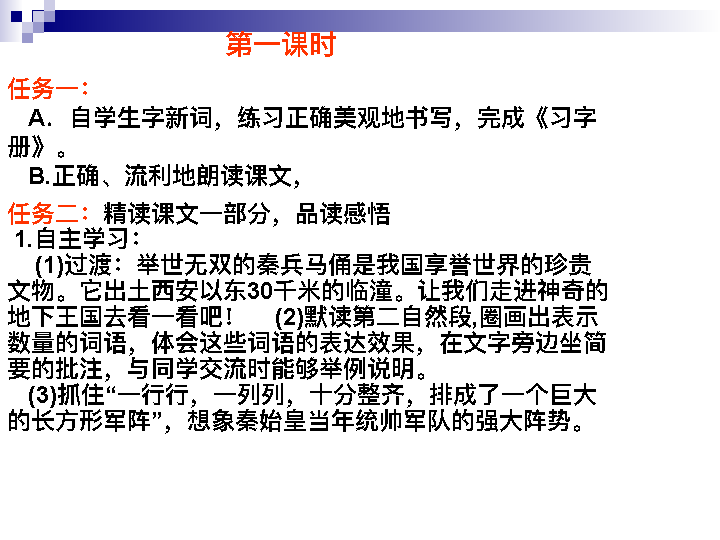 第一课时
任务一：
A．自学生字新词，练习正确美观地书写，完成《习字
册》。
B.正确、流利地朗读课文，
任务二：精读课文一部分，品读感悟
1.自主学习：
(1)过渡：举世无双的秦兵马俑是我国享誉世界的珍贵
文物。它出土西安以东30千米的临潼。让我们走进神奇的
地下王国去看一看吧！ (2)默读第二自然段,圈画出表示
数量的词语，体会这些词语的表达效果，在文字旁边坐简
要的批注，与同学交流时能够举例说明。
(3)抓住“一行行，一列列，十分整齐，排成了一个巨大
的长方形军阵”，想象秦始皇当年统帅军队的强大阵势。